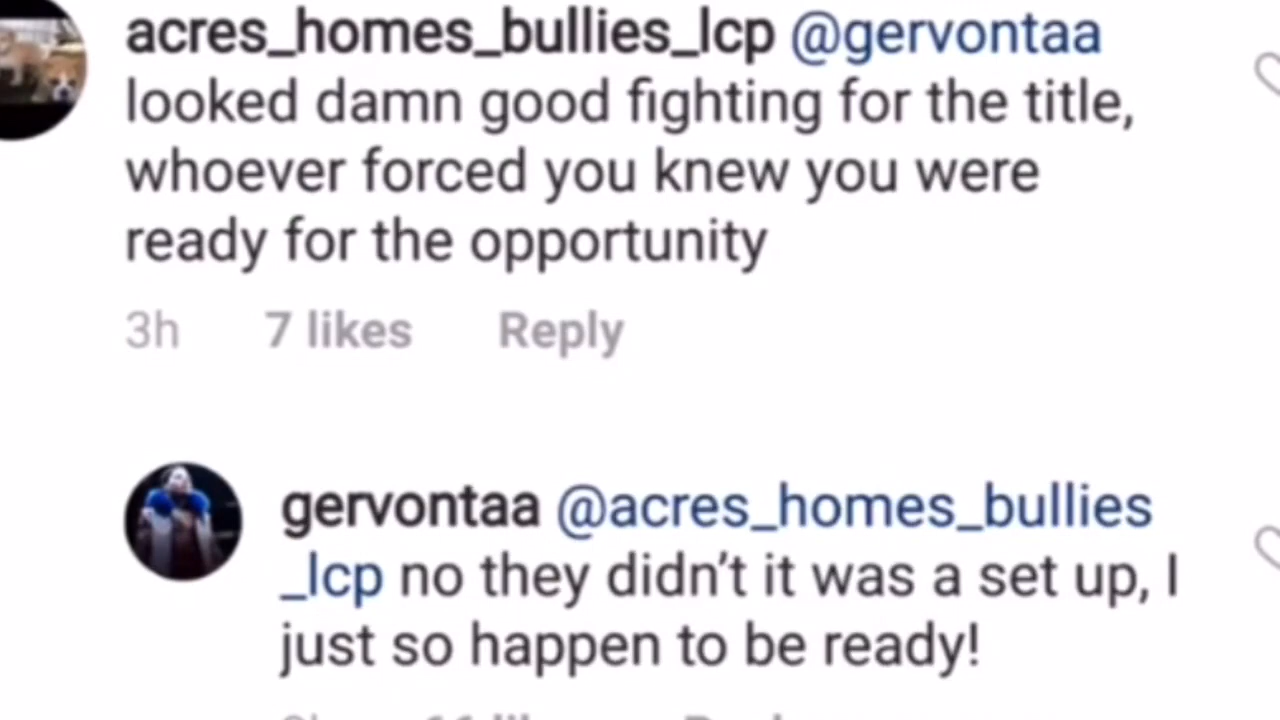 acres_homes_bullies_lcp @gervontaa
looked damn good fighting for the title,
whoever forced you knew you were
ready for the opportunity
3h 7 likes Reply
gervontaa @acres_homes_bullies
_lcp no they didn't it was a set up, I
just so happen to be ready!